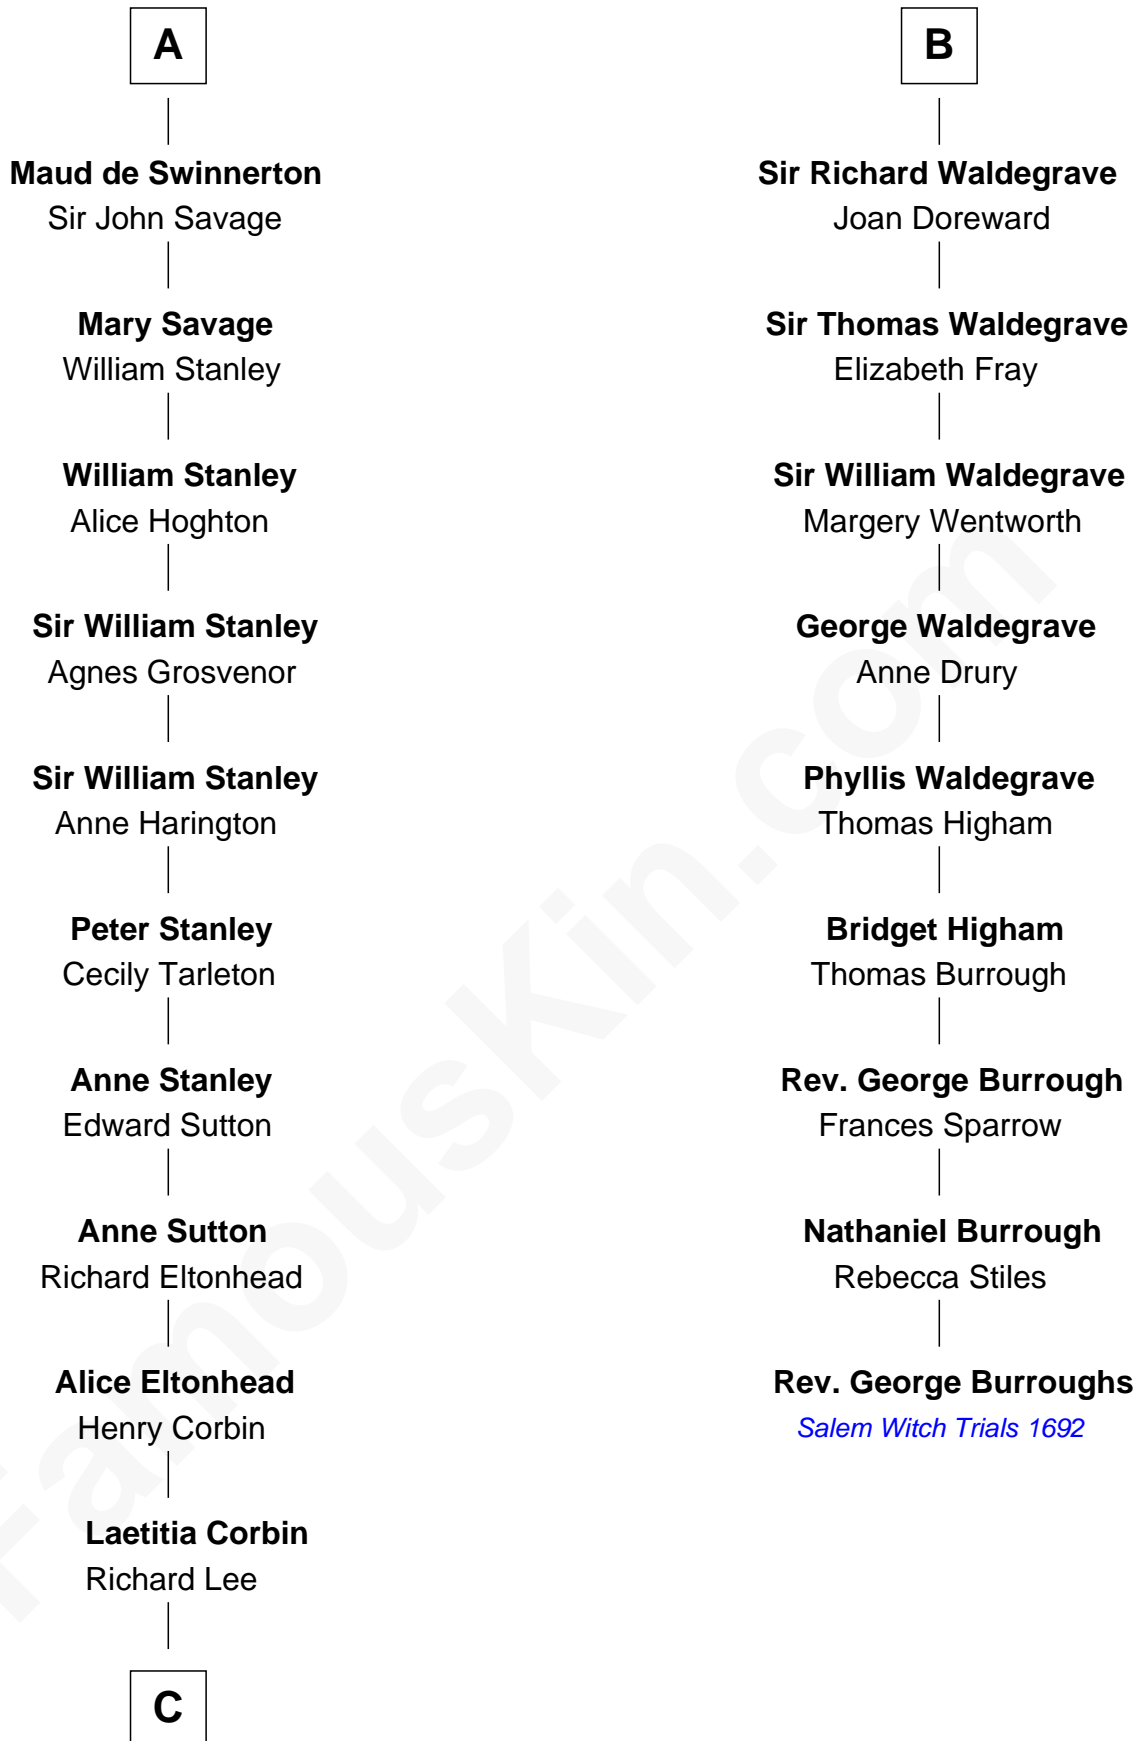 A
Maud de Swinnerton
Sir John Savage
Mary Savage
William Stanley
William Stanley
Alice Hoghton
Sir William Stanley
Agnes Grosvenor
Sir William Stanley
Anne Harington
Peter Stanley
Cecily Tarleton
Anne Stanley
Edward Sutton
Anne Sutton
Richard Eltonhead
Alice Eltonhead
Henry Corbin
Laetitia Corbin
Richard Lee
C
B
Sir Richard Waldegrave
Joan Doreward
Sir Thomas Waldegrave
Elizabeth Fray
Sir William Waldegrave
Margery Wentworth
George Waldegrave
Anne Drury
Phyllis Waldegrave
Thomas Higham
Bridget Higham
Thomas Burrough
Rev. George Burrough
Frances Sparrow
Nathaniel Burrough
Rebecca Stiles
Rev. George Burroughs
Salem Witch Trials 1692
FamousKin.com